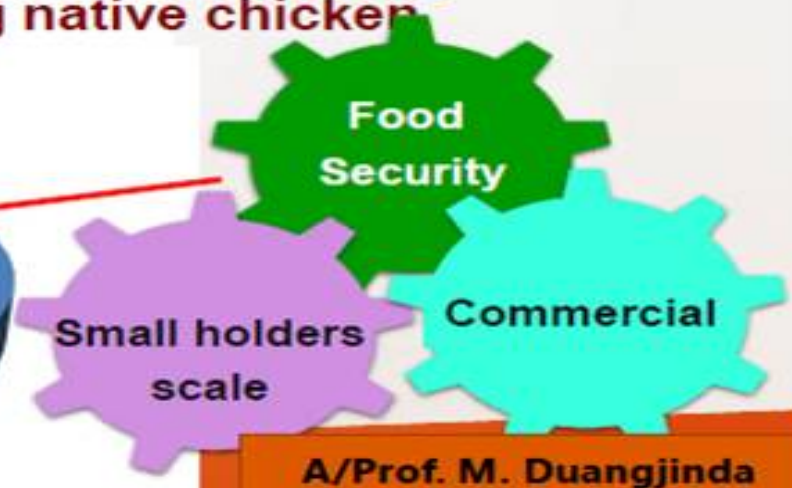 native chicken
Food
Security
Small holders
scale
Commercial
A/Prof. M. Duangjinda